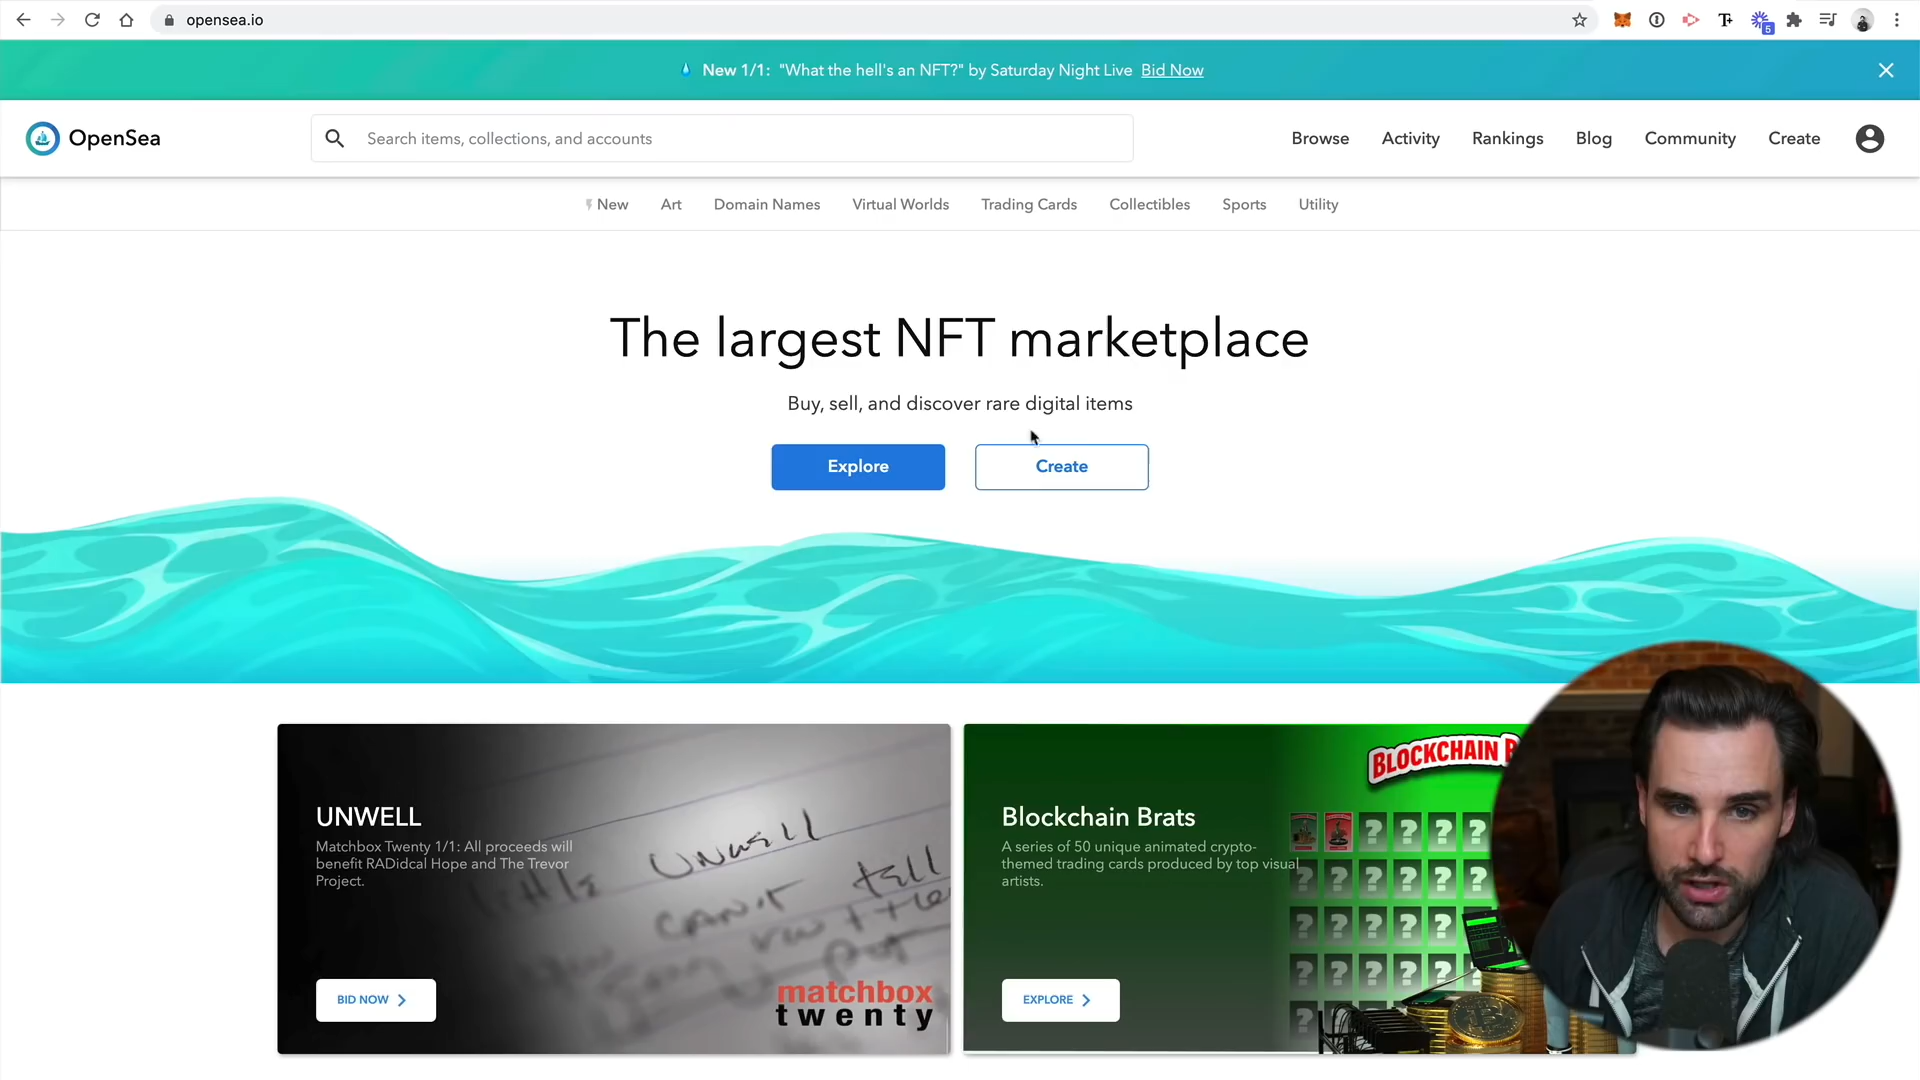 opensea.io
5
New 1/1: "What the hell's an NFT?" by Saturday Night Live Bid Now
OpenSea
Search items, collections, and accounts
Browse Activity Rankings Blog Community Create
New Art Domain Names Virtual Worlds Trading Cards Collectibles Sports Utility
The largest NFT marketplace
Buy, sell, and discover rare digital items
Explore Create
UNWELL
Matchbox Twenty 1/1: All proceeds will
benefit RADidcal Hope and The Trevor
Project.
unwell
can't tell
BID NOW
matchbox
twenty
BLOCKCHAIN B
Blockchain Brats
A series of 50 unique animated crypto-
themed trading cards produced by top visual
artists.
? ? ? ?
? ? ? ? ?
? ? ? ? ?
? ? ? ? ?
?
EXPLORE